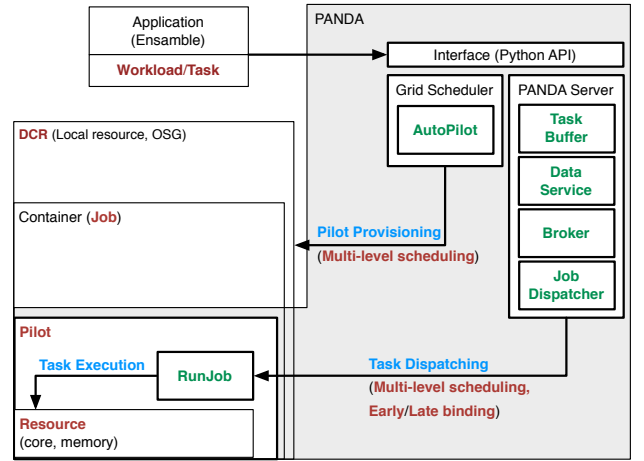 Application
(Ensamble)
Workload/Task
PANDA
Interface (Python API)
Grid Scheduler
AutoPilot
PANDA Server
Task
Buffer
Data
Service
Broker
Job
Dispatcher
DCR (Local resource, OSG)
Container (Job)
Pilot Provisioning
(Multi-level scheduling)
Pilot
Task Execution
RunJob
Task Dispatching
(Multi-level scheduling,
Early/Late binding)
Resource
(core, memory)